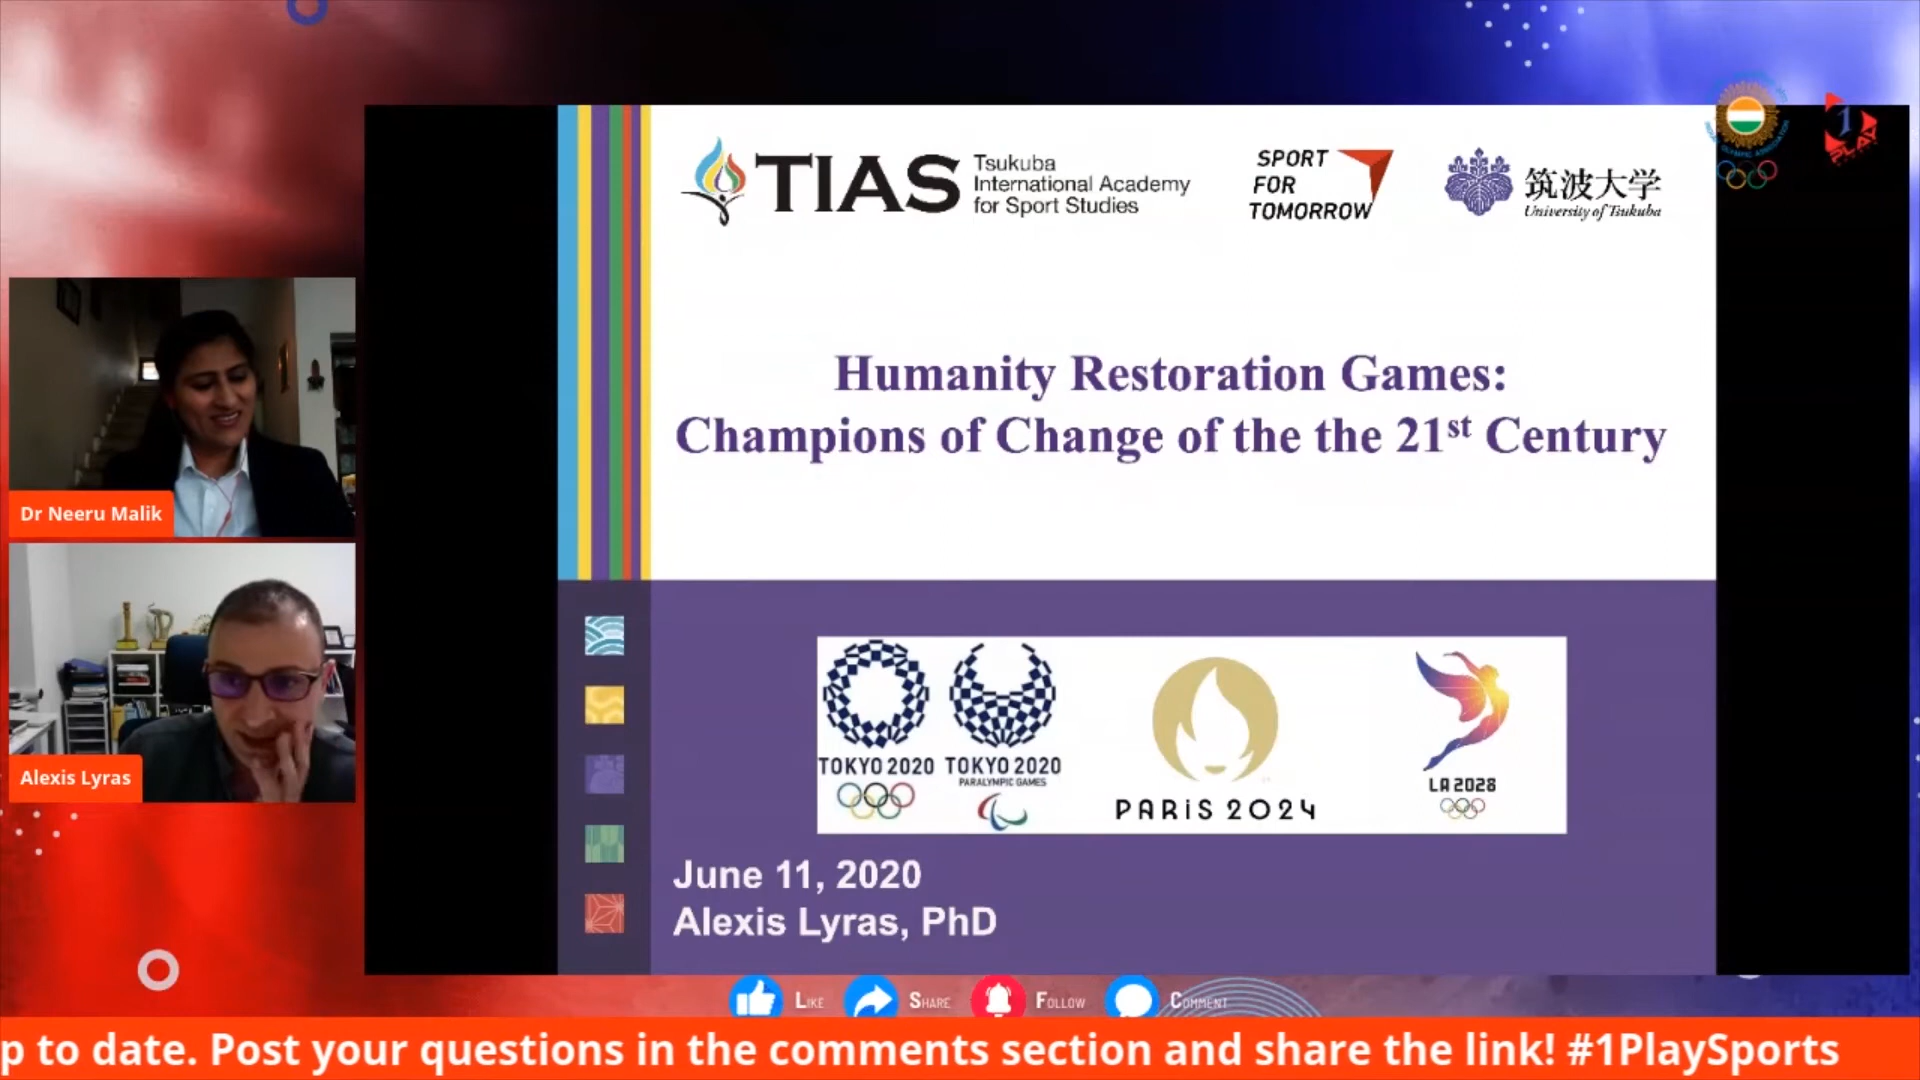 TIAS
Tsukuba
International Academy
for Sport Studies
SPORT
FOR
TOMORROW
筑波大学
University of Tsukuba
1
PLAY
Humanity Restoration Games:
Champions of Change of the the 21st Century
Dr Neeru Malik
Alexis Lyras
TOKYO 2020
TOKYO 2020
PARALYMPIC GAMES
PARIS 2024
LA 2028
June 11, 2020
Alexis Lyras, PhD
LIKE
SHARE
FOLLOW
COMMENT
p to date. Post your questions in the comments section and share the link! #1PlaySports